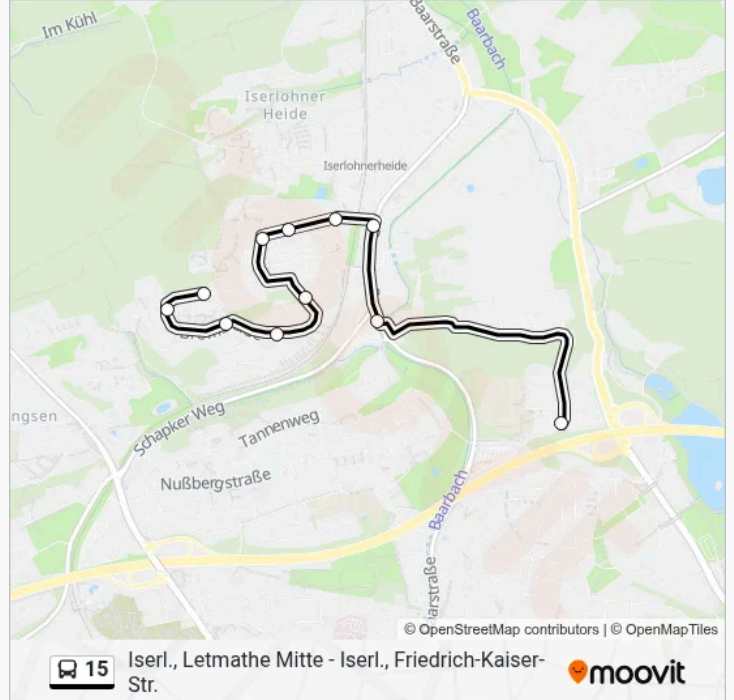 Im Kühl
Baarstraße
Baarbach
Iserlohner
Heide
Iserlohnerheide
ngsen
Schapker Weg
Tannenweg
Nußbergstraße
Baarbach
arstraße
© OpenStreetMap contributors | © OpenMapTiles
15
Iserl., Letmathe Mitte - Iserl., Friedrich-Kaiser-
Str.
moovit